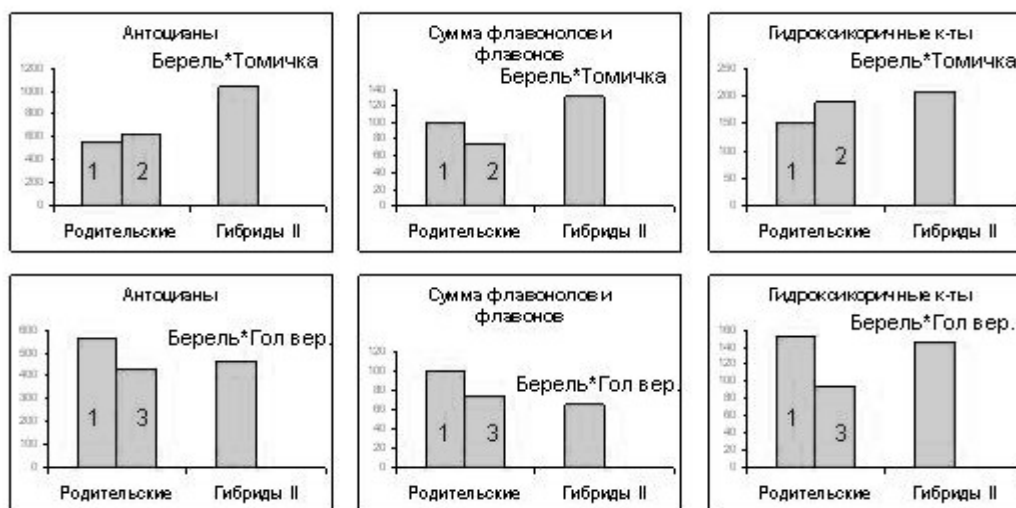 Антоцианы
Берель*Томичка
1200
1000
800
600
400
200
0
1 2
Родительские Гибриды II
Сумма флавонолов и
флавонов
Берель*Томичка
140
120
100
80
60
40
20
0
1 2
Родительские Гибриды II
Гидроксикоричные к-ты
Берель*Томичка
250
200
150
100
50
0
1 2
Родительские Гибриды II
Антоцианы
Берель*Гол вер.
600
500
400
300
200
100
0
1 3
Родительские Гибриды II
Сумма флавонолов и
флавонов
Берель*Гол вер.
120
100
80
60
40
20
0
1 3
Родительские Гибриды II
Гидроксикоричные к-ты
Берель*Гол вер.
160
140
120
100
80
60
40
20
0
1 3
Родительские Гибриды II